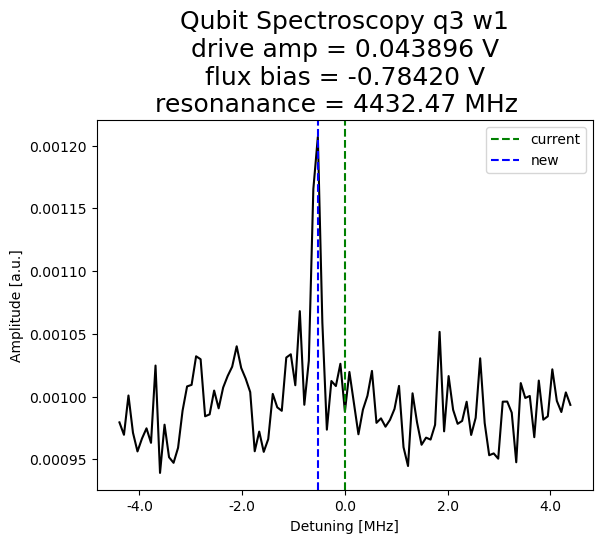 Qubit Spectroscopy q3 w1
drive amp = 0.043896 V
flux bias = -0.78420 V
resonanance = 4432.47 MHz
current
new
0.00120
0.00115
0.00110
0.00105
0.00100
0.00095
Amplitude [a.u.]
-4.0 -2.0 0.0 2.0 4.0
Detuning [MHz]